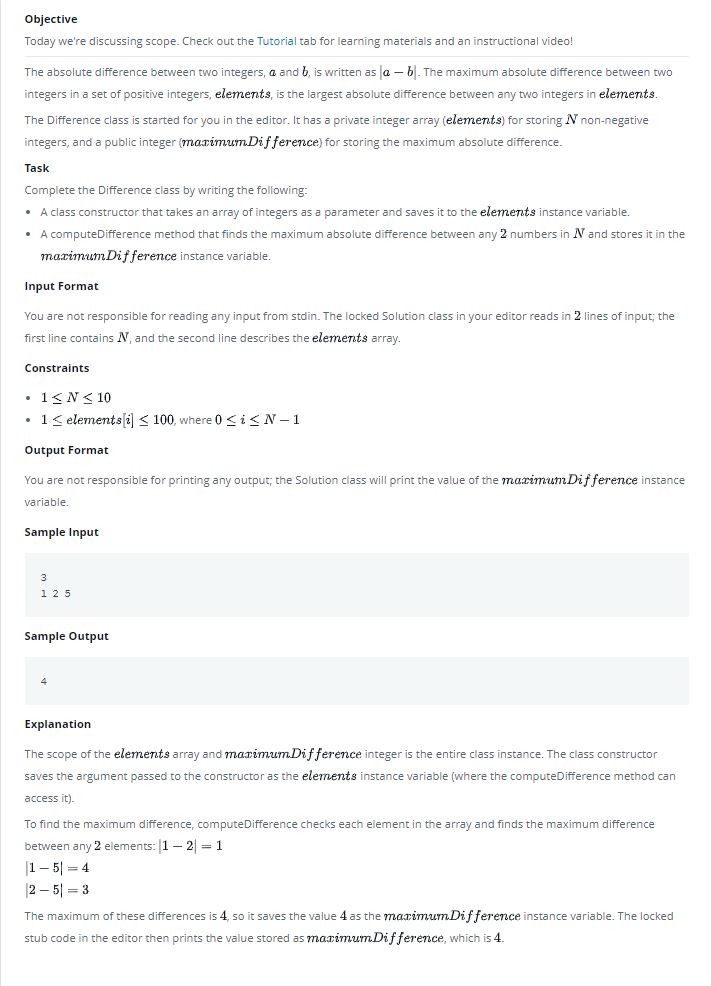 Objective
Today we're discussing scope. Check out the Tutorial tab for learning materials and an instructional video!
The absolute difference between two integers, a and b, is written as |a − b|. The maximum absolute difference between two
integers in a set of positive integers, elements, is the largest absolute difference between any two integers in elements.
The Difference class is started for you in the editor. It has a private integer array (elements) for storing N non-negative
integers, and a public integer (maximumDifference) for storing the maximum absolute difference.
Task
Complete the Difference class by writing the following:
• A class constructor that takes an array of integers as a parameter and saves it to the elements instance variable.
• A computeDifference method that finds the maximum absolute difference between any 2 numbers in N and stores it in the
maximumDifference instance variable.
Input Format
You are not responsible for reading any input from stdin. The locked Solution class in your editor reads in 2 lines of input; the
first line contains N, and the second line describes the elements array.
Constraints
• 1 ≤ N ≤ 10
• 1 ≤ elements[i] ≤ 100, where 0 ≤ i ≤ N − 1
Output Format
You are not responsible for printing any output; the Solution class will print the value of the maximumDifference instance
variable.
Sample Input
3
1 2 5
Sample Output
4
Explanation
The scope of the elements array and maximumDifference integer is the entire class instance. The class constructor
saves the argument passed to the constructor as the elements instance variable (where the computeDifference method can
access it).
To find the maximum difference, computeDifference checks each element in the array and finds the maximum difference
between any 2 elements: |1 − 2| = 1
|1 − 5| = 4
|2 − 5| = 3
The maximum of these differences is 4, so it saves the value 4 as the maximumDifference instance variable. The locked
stub code in the editor then prints the value stored as maximumDifference, which is 4.